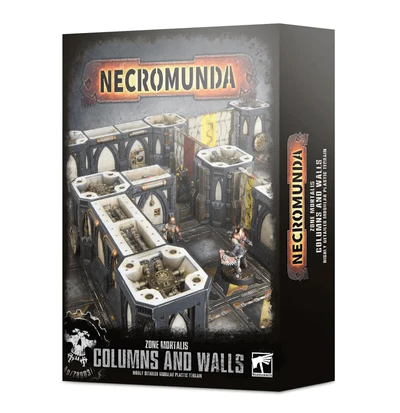 NECROMUNDA
ZONE MORTALIS
COLUMNS AND WALLS
HIGHLY DETAILED MODULAR PLASTIC TERRAIN
NECROMUNDA
ZONE MORTALIS
COLUMNS AND WALLS
HIGHLY DETAILED MODULAR PLASTIC TERRAIN